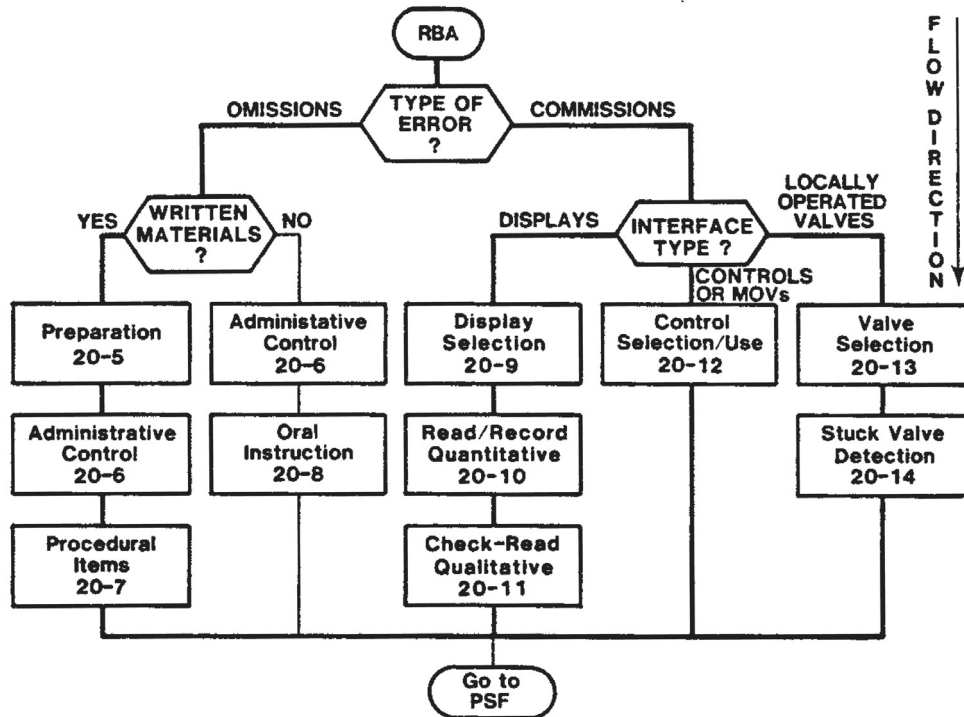 RBA
TYPE OF
ERROR
?
OMISSIONS
COMMISSIONS
FLOW DIRECTION
WRITTEN
MATERIALS
?
YES
NO
INTERFACE
TYPE ?
DISPLAYS
LOCALLY
OPERATED
VALVES
CONTROLS
OR MOVs
Preparation
20-5
Administative
Control
20-6
Display
Selection
20-9
Control
Selection/Use
20-12
Valve
Selection
20-13
Administrative
Control
20-6
Oral
Instruction
20-8
Read/Record
Quantitative
20-10
Stuck Valve
Detection
20-14
Procedural
Items
20-7
Check-Read
Qualitative
20-11
Go to
PSF